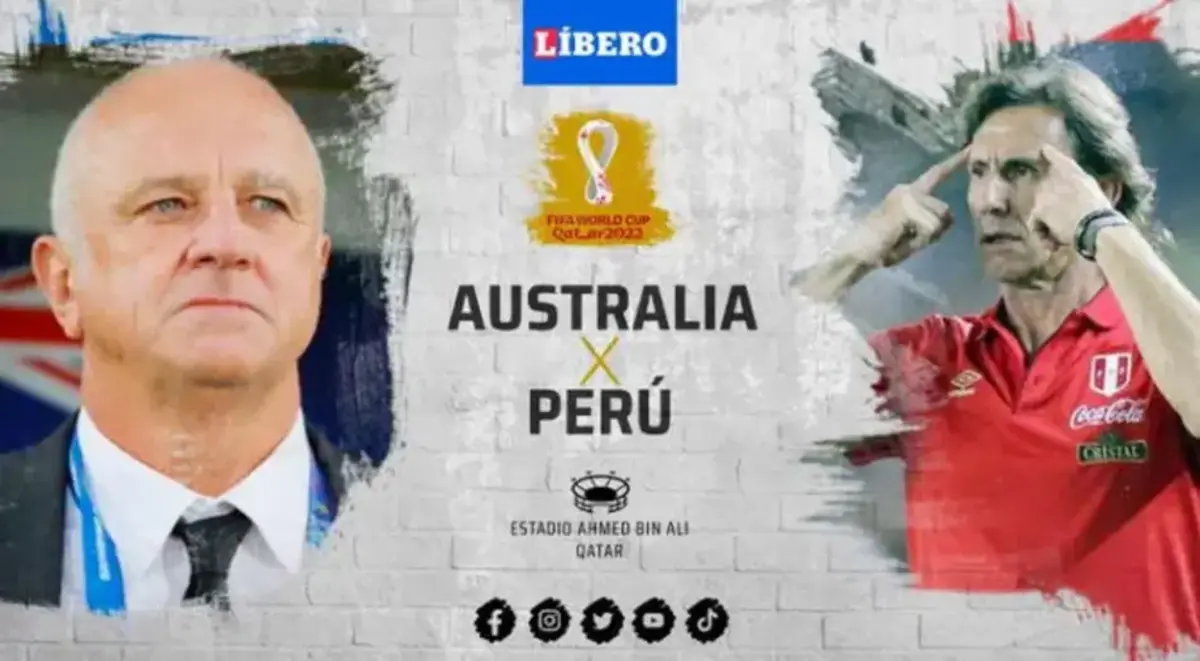 LÍBERO
FIFA WORLD CUP
Qatar2022
AUSTRALIA
X
PERÚ
Coca-Cola
CRISTAL
ESTADIO AHMED BIN ALI
QATAR